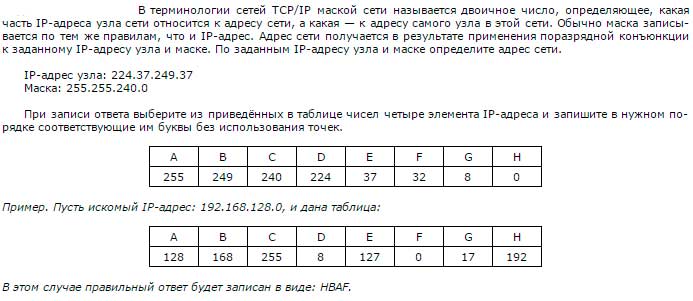 В терминологии сетей TCP/IP маской сети называется двоичное число, определяющее, какая
часть IP-адреса узла сети относится к адресу сети, а какая — к адресу самого узла в этой сети. Обычно маска записы-
вается по тем же правилам, что и IP-адрес. Адрес сети получается в результате применения поразрядной конъюнкции
к заданному IP-адресу узла и маске. По заданным IP-адресу узла и маске определите адрес сети.
IP-адрес узла: 224.37.249.37
Маска: 255.255.240.0
При записи ответа выберите из приведённых в таблице чисел четыре элемента IP-адреса и запишите в нужном по-
рядке соответствующие им буквы без использования точек.
A B C D E F G H
255 249 240 224 37 32 8 0
Пример. Пусть искомый IP-адрес: 192.168.128.0, и дана таблица:
A B C D E F G H
128 168 255 8 127 0 17 192
В этом случае правильный ответ будет записан в виде: HBAF.